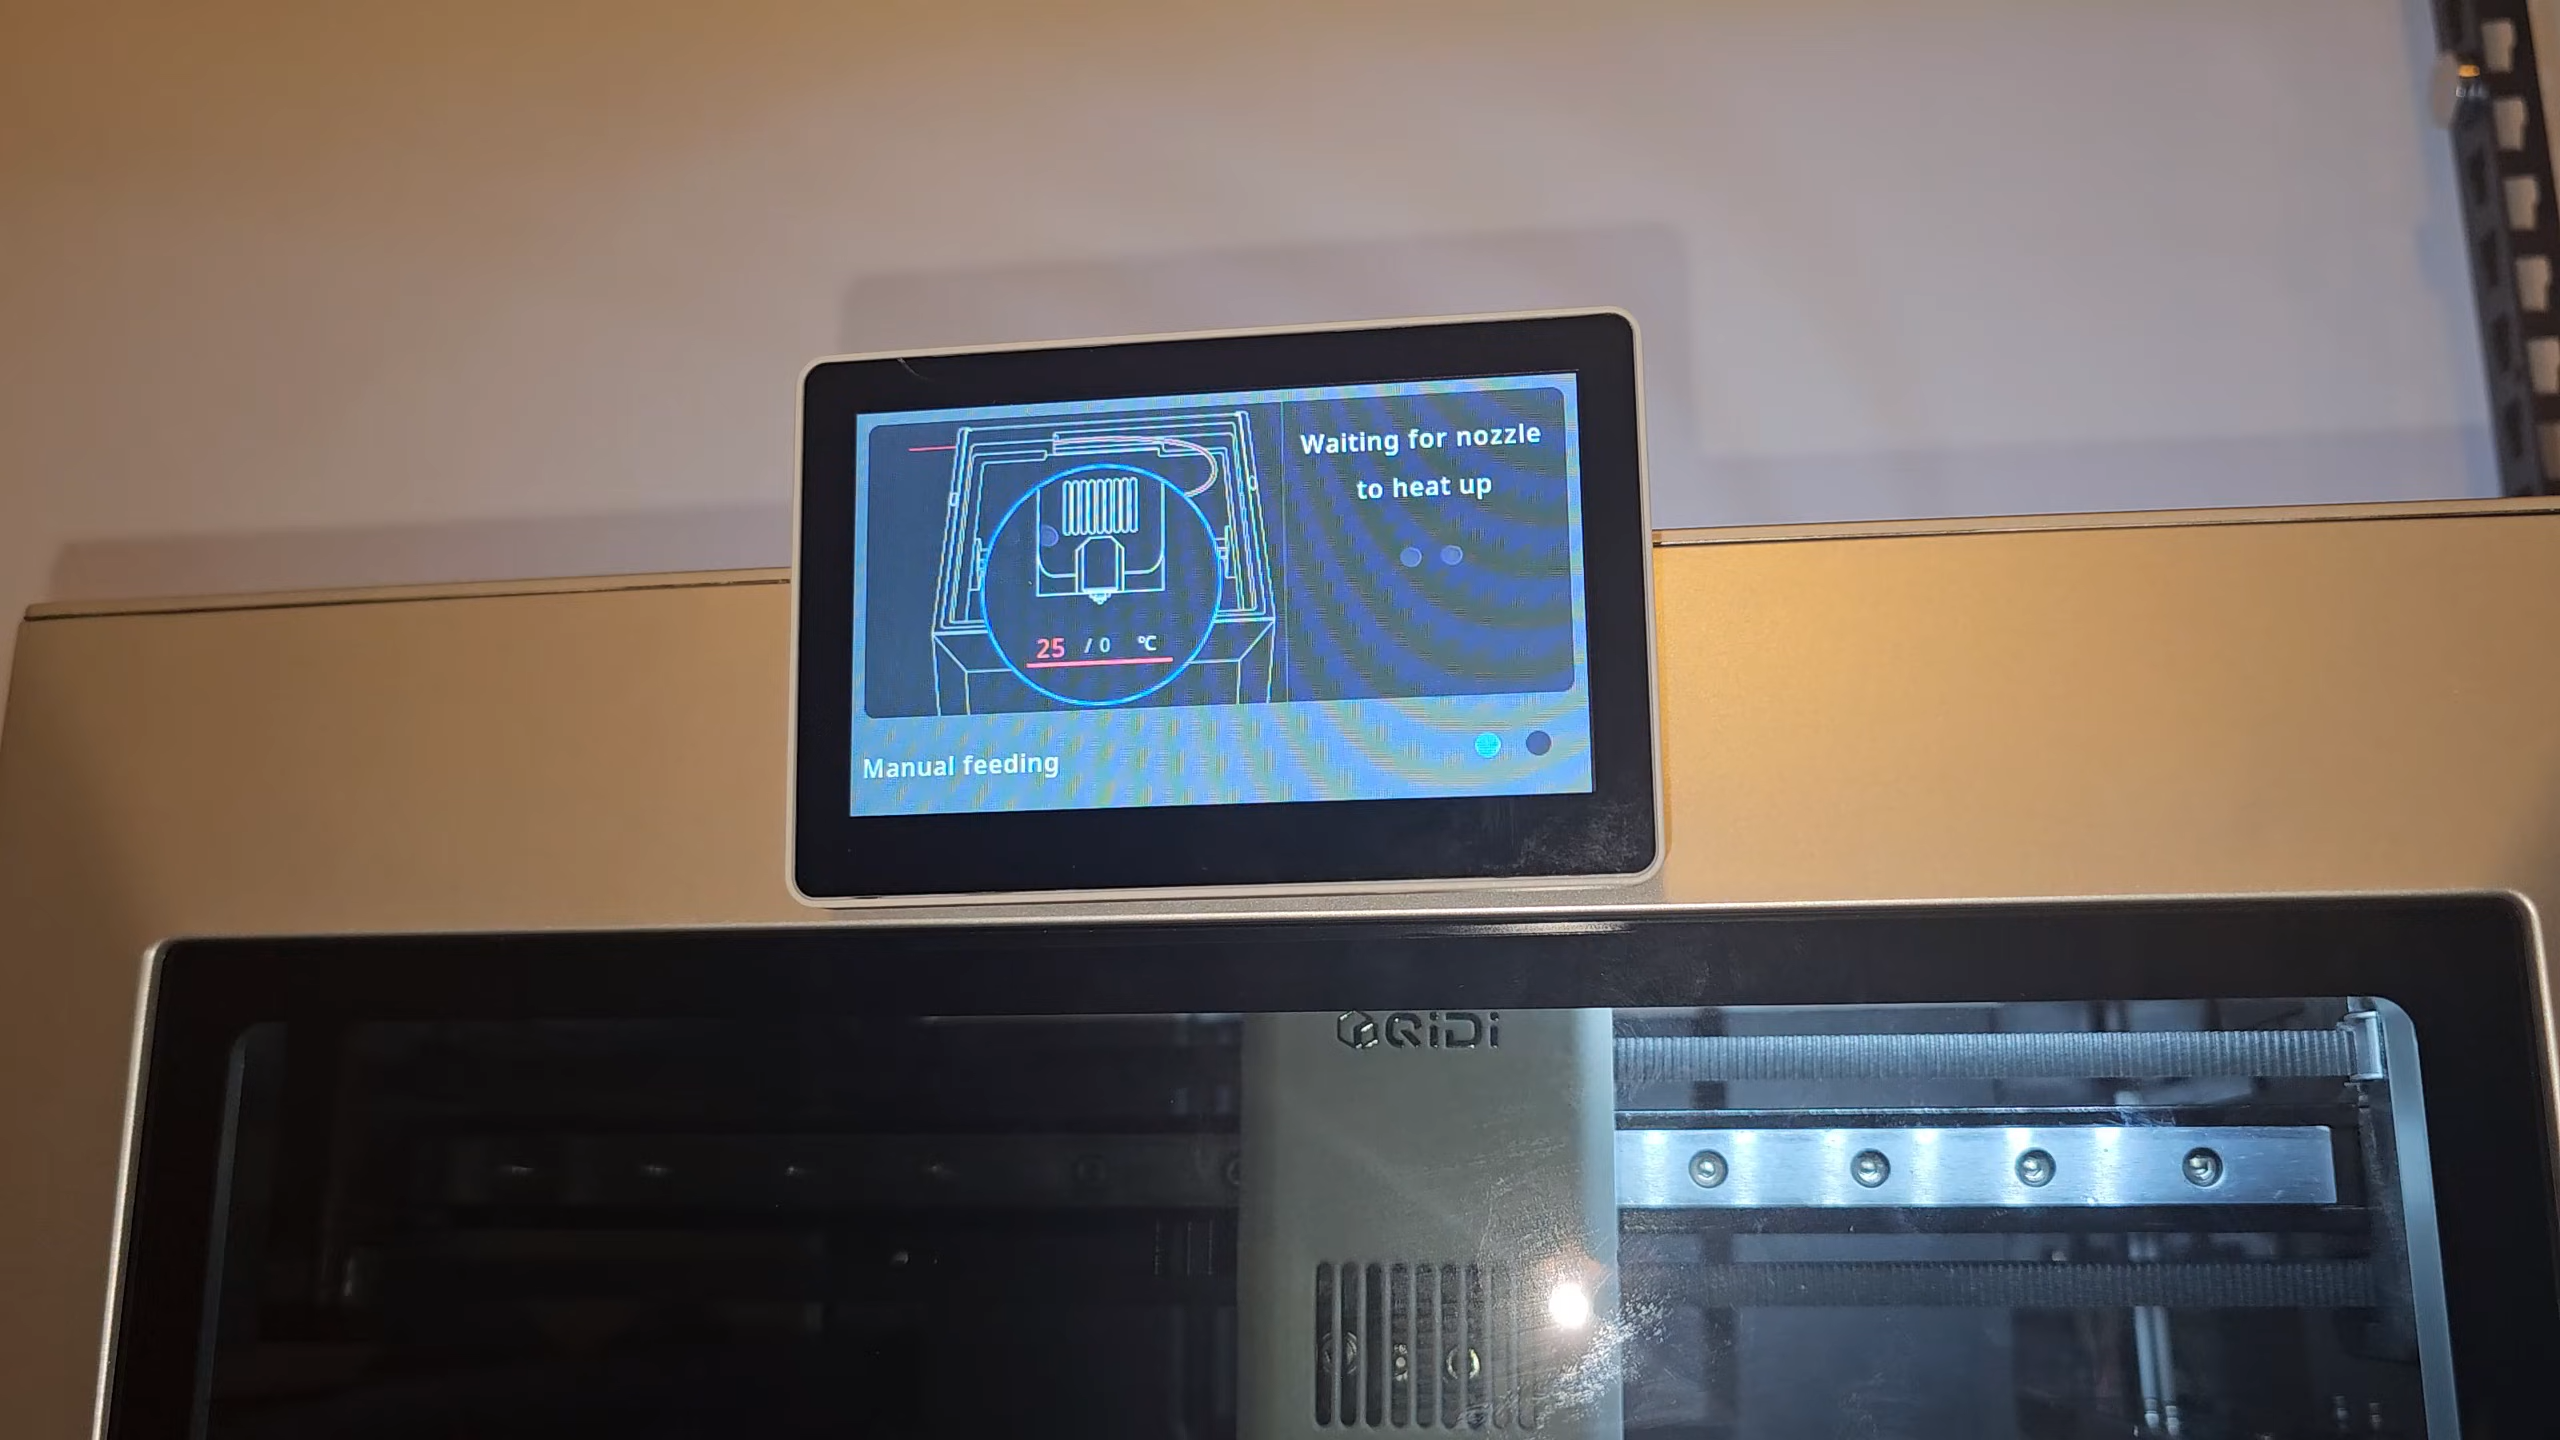 Waiting for nozzle
to heat up
25 / 0 °C
Manual feeding
QIDI